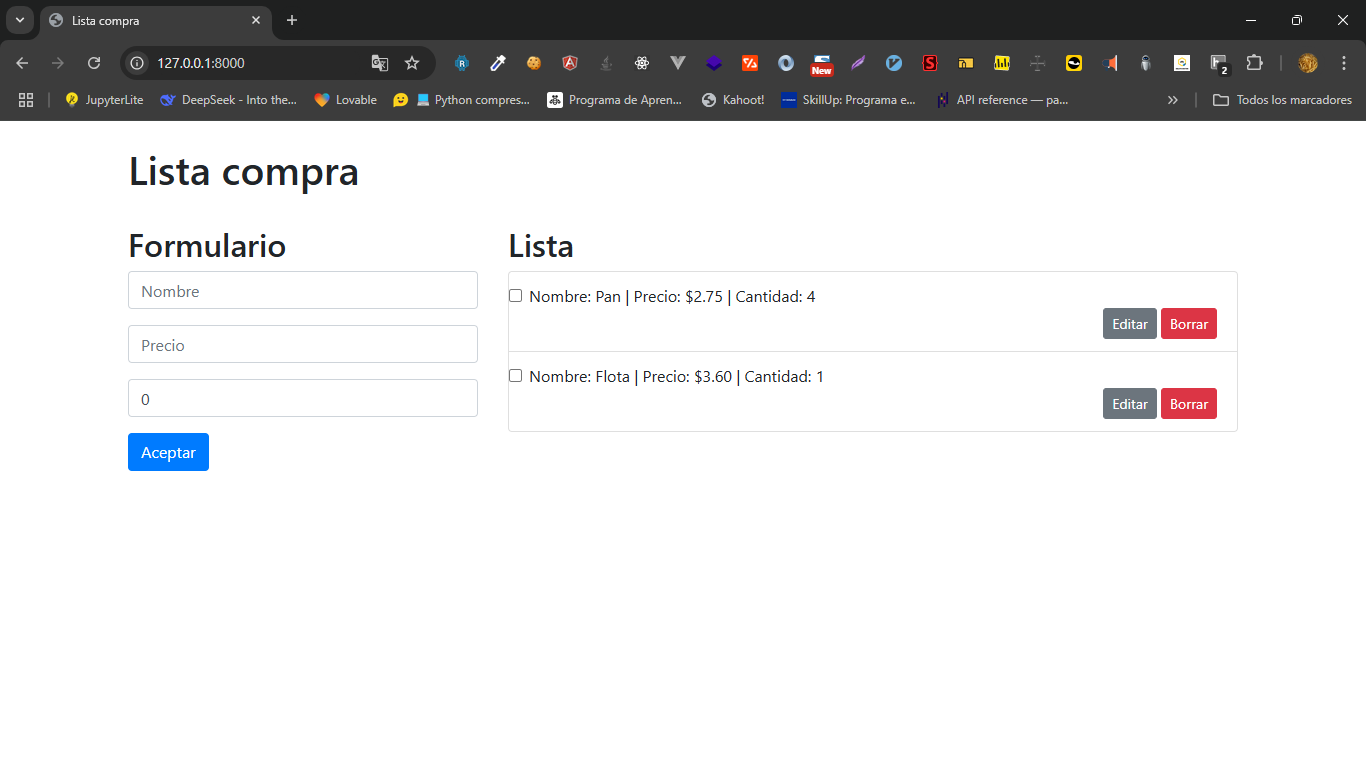 Lista compra
127.0.0.1:8000
New
2
JupyterLite
DeepSeek - Into the...
Lovable
Python compres...
Programa de Apren...
Kahoot!
SkillUp: Programa e...
API reference — pa...
Todos los marcadores
Lista compra
Formulario
Nombre
Precio
0
Aceptar
Lista
Nombre: Pan | Precio: $2.75 | Cantidad: 4
Editar Borrar
Nombre: Flota | Precio: $3.60 | Cantidad: 1
Editar Borrar